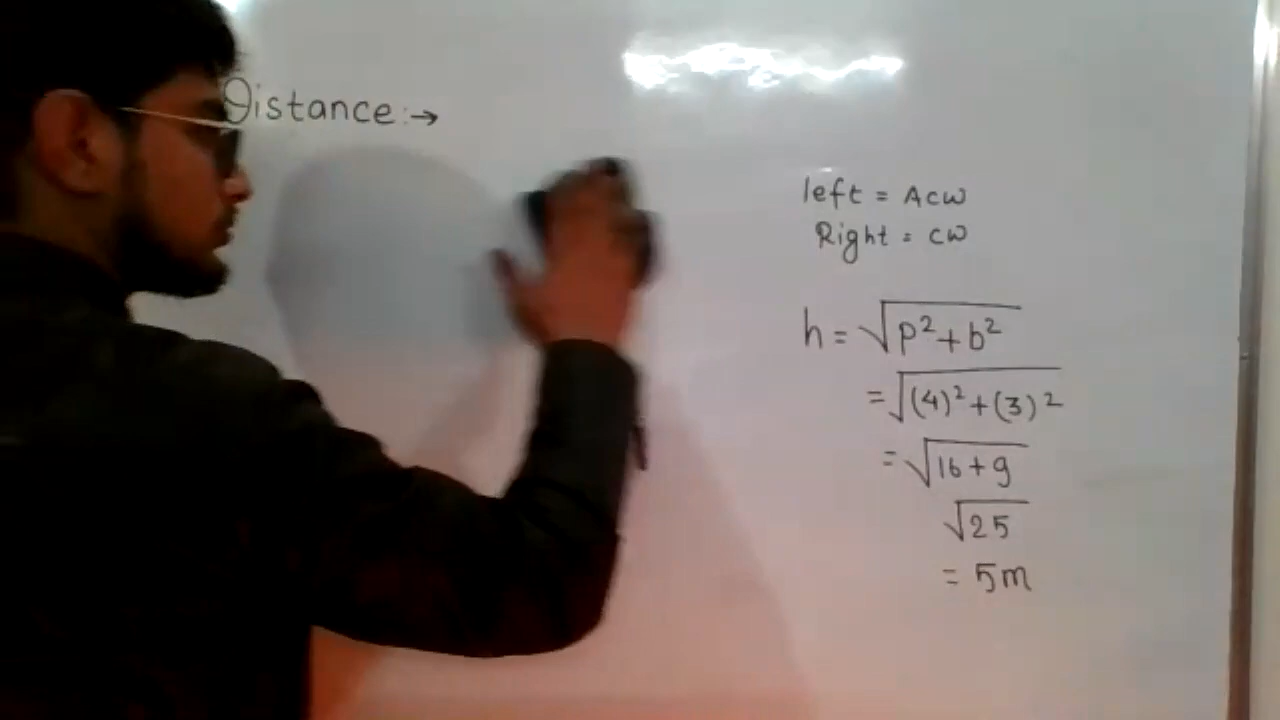 Distance :→
left = ACW
Right = CW
h = √p²+b²
= √(4)²+(3)²
= √16+9
√25
= 5m